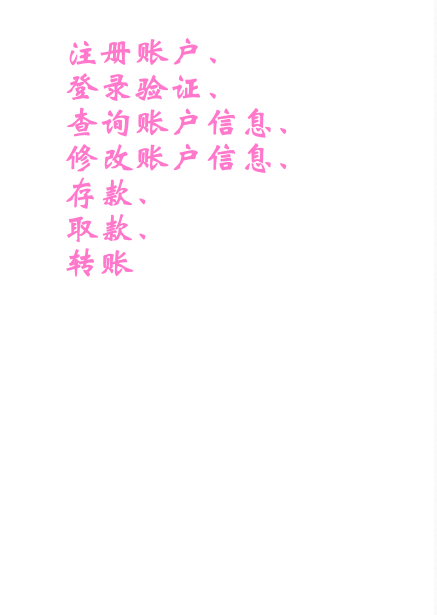 注册账户、
登录验证、
查询账户信息、
修改账户信息、
存款、
取款、
转账